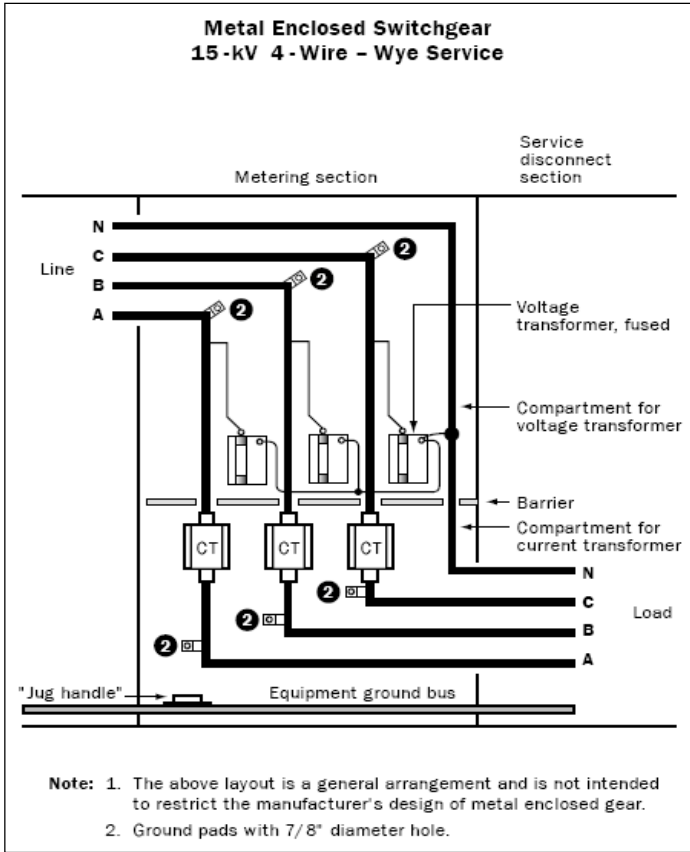 Metal Enclosed Switchgear
15-kV 4-Wire – Wye Service
Service
disconnect
section
Metering section
N
C
2
Line
B
2
A
2
Voltage
transformer, fused
Compartment for
voltage transformer
Barrier
Compartment for
current transformer
CT
CT
CT
N
2
C
Load
2
B
2
A
"Jug handle"
Equipment ground bus
Note: 1. The above layout is a general arrangement and is not intended
to restrict the manufacturer's design of metal enclosed gear.
2. Ground pads with 7/8" diameter hole.